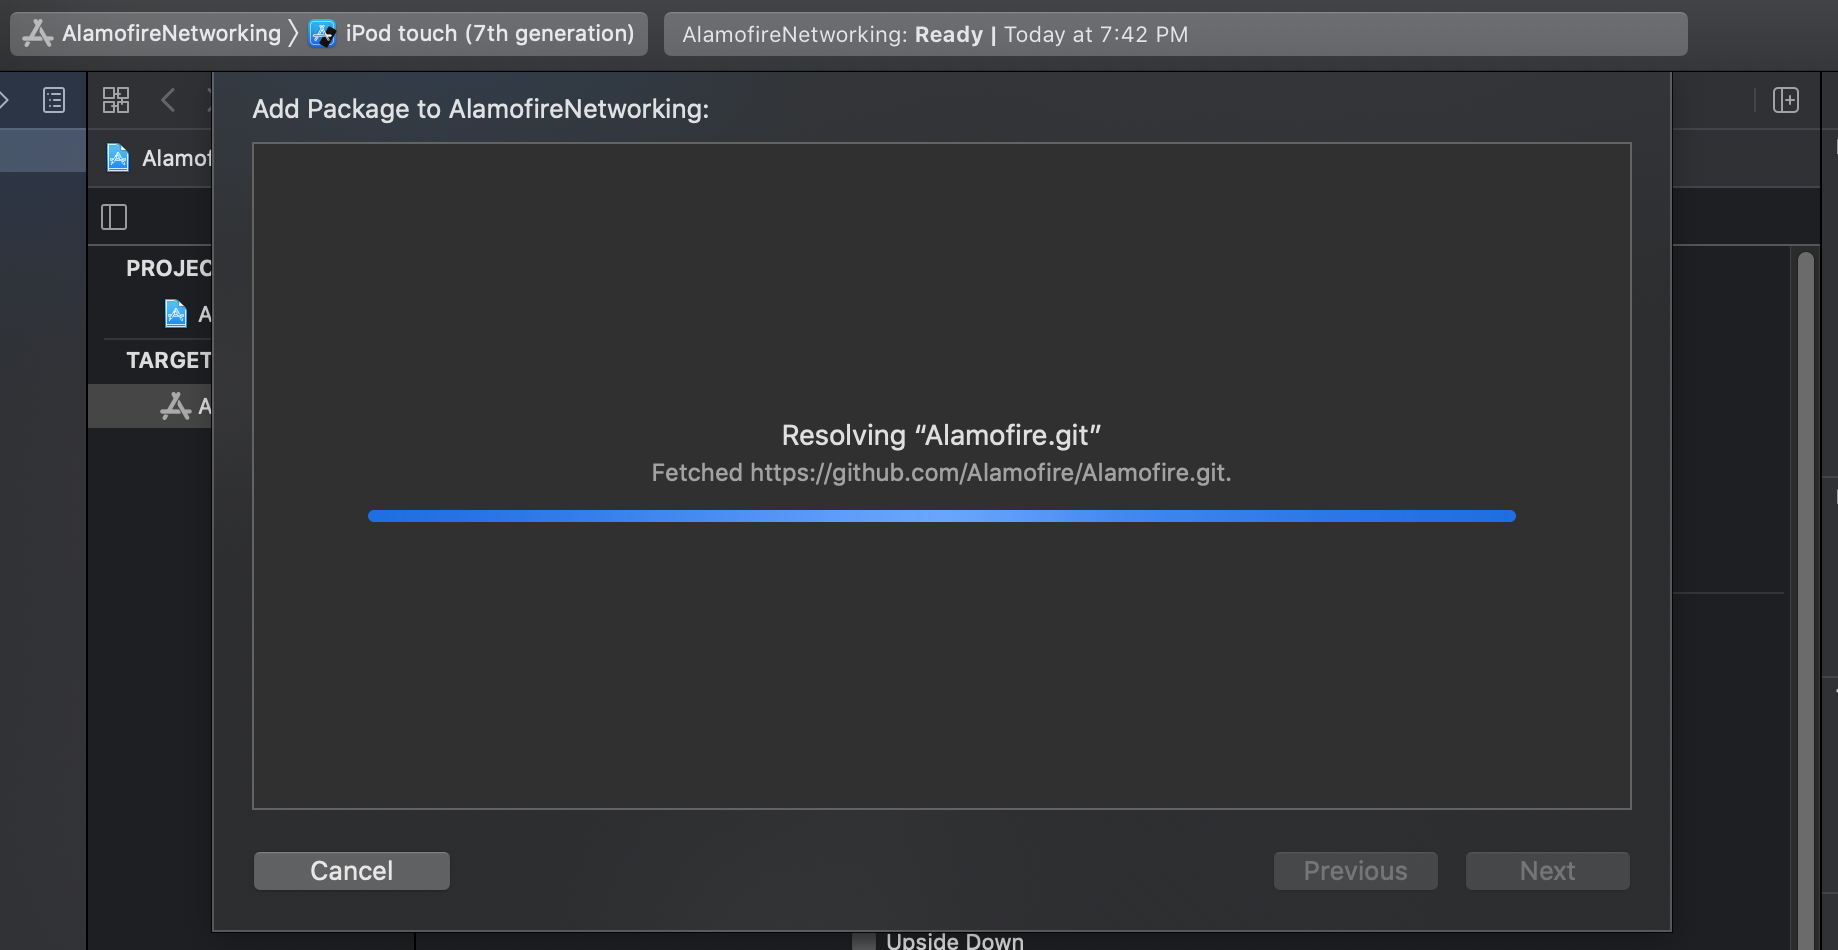 AlamofireNetworking iPod touch (7th generation)
AlamofireNetworking: Ready | Today at 7:42 PM
Add Package to AlamofireNetworking:
Alamof
PROJEC
A
TARGET
A
Resolving “Alamofire.git”
Fetched https://github.com/Alamofire/Alamofire.git.
Cancel
Previous
Next
Upside Down